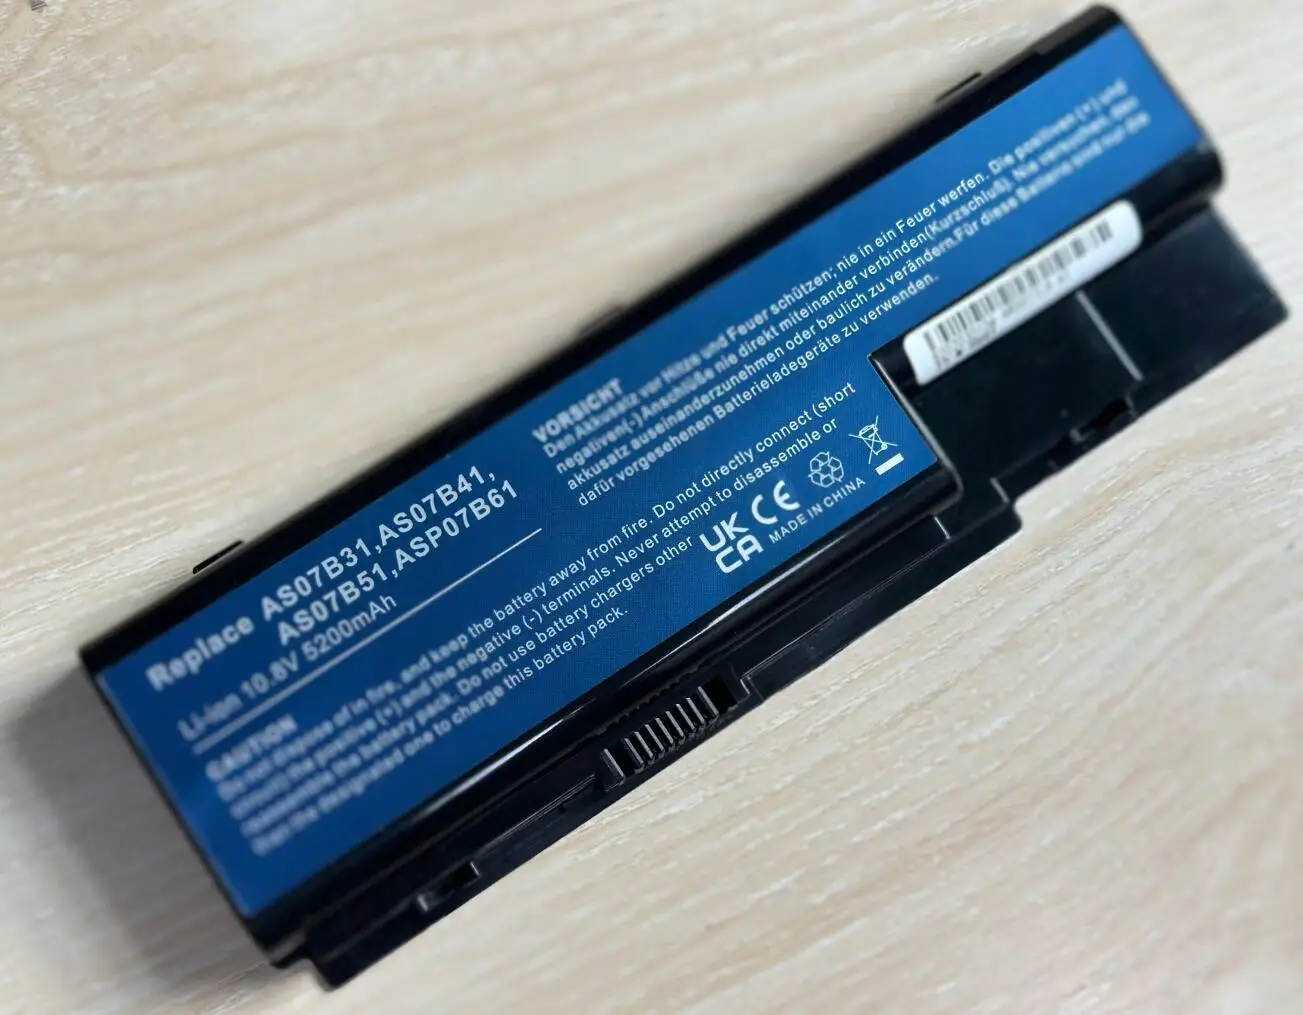 Replace AS07B31,AS07B41,
AS07B51,ASP07B61
Li-ion 10.8V 5200mAh
CAUTION
Do not dispose of in fire, and keep the battery away from fire. Do not directly connect (short
circuit) the positive (+) and the negative (-) terminals. Never attempt to disassemble or
reassemble the battery pack. Do not use battery chargers other
than the designated one to charge this battery pack.
VORSICHT
Den Akkusatz vor Hitze und Feuer schützen; nie in ein Feuer werfen. Die positiven (+) und
negativen(-) Anschlüße nie direkt miteinander verbinden(Kurzschluß). Nie versuchen, den
akkusatz auseinanderzunehmen oder baulich zu verändern.Für diese Batterie sind nur die
dafür vorgesehenen Batterieladegeräte zu verwenden.
UK
CA
CE
MADE IN CHINA